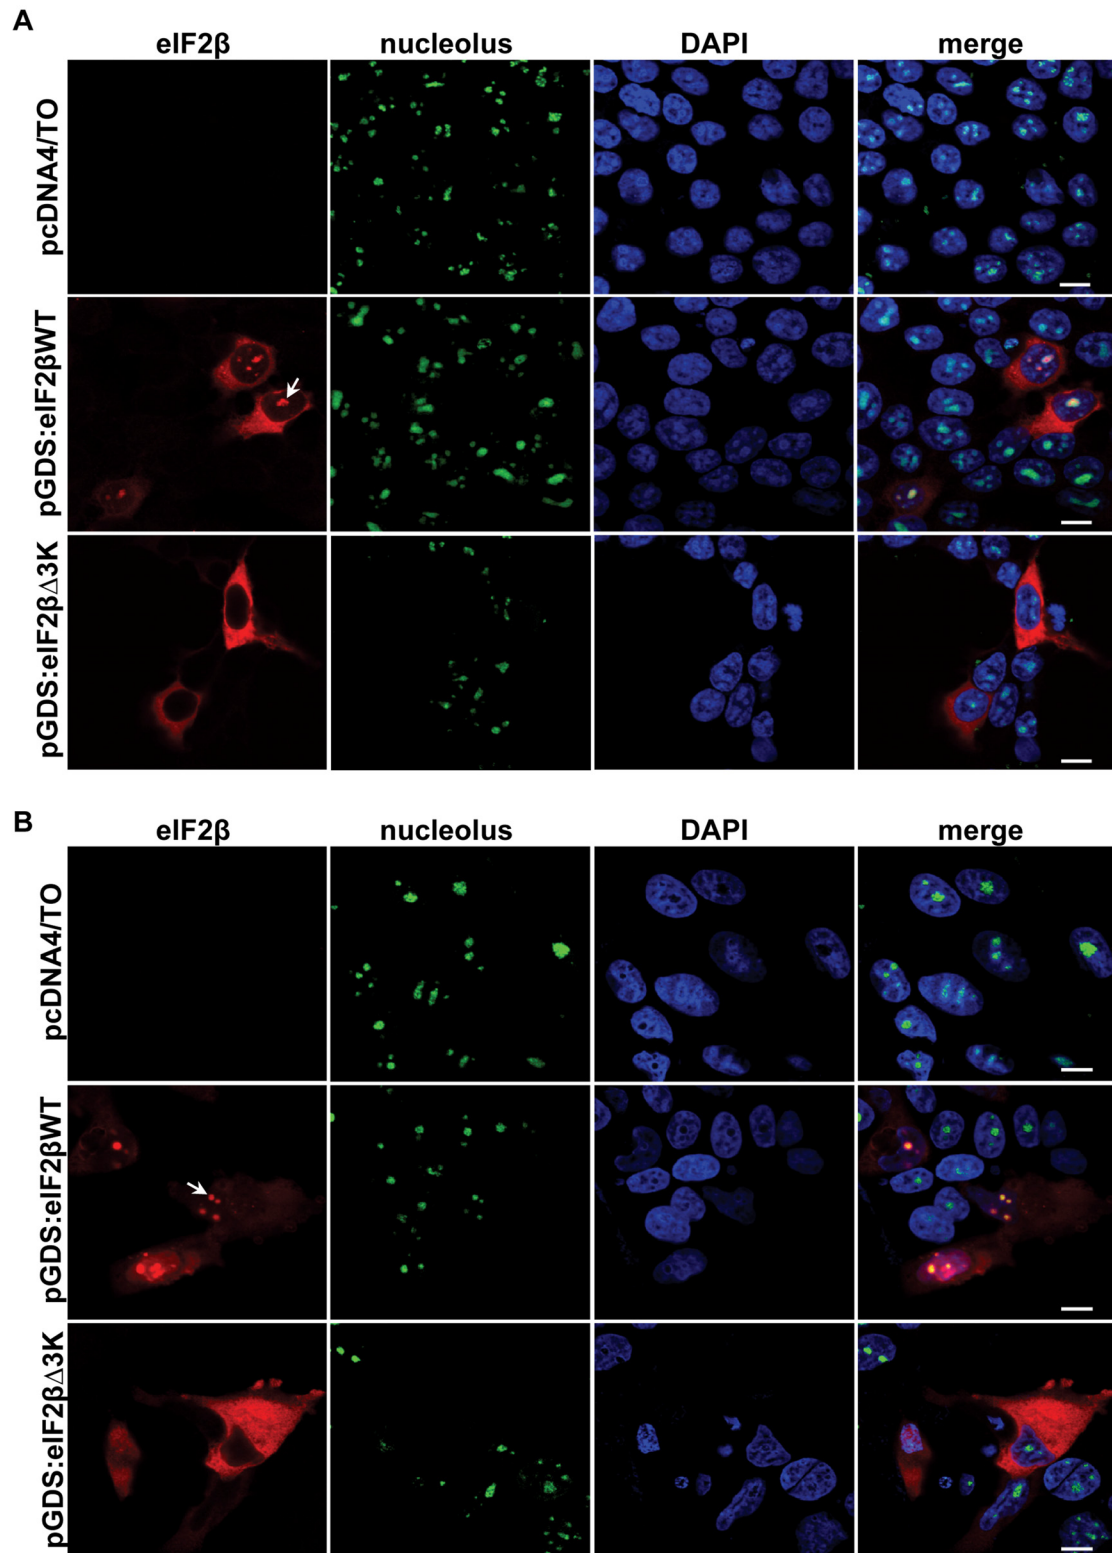 A
eIF2β nucleolus DAPI merge
pcDNA4/TO
pGDS:eIF2βWT
pGDS:eIF2βΔ3K
B
eIF2β nucleolus DAPI merge
pcDNA4/TO
pGDS:eIF2βWT
pGDS:eIF2βΔ3K